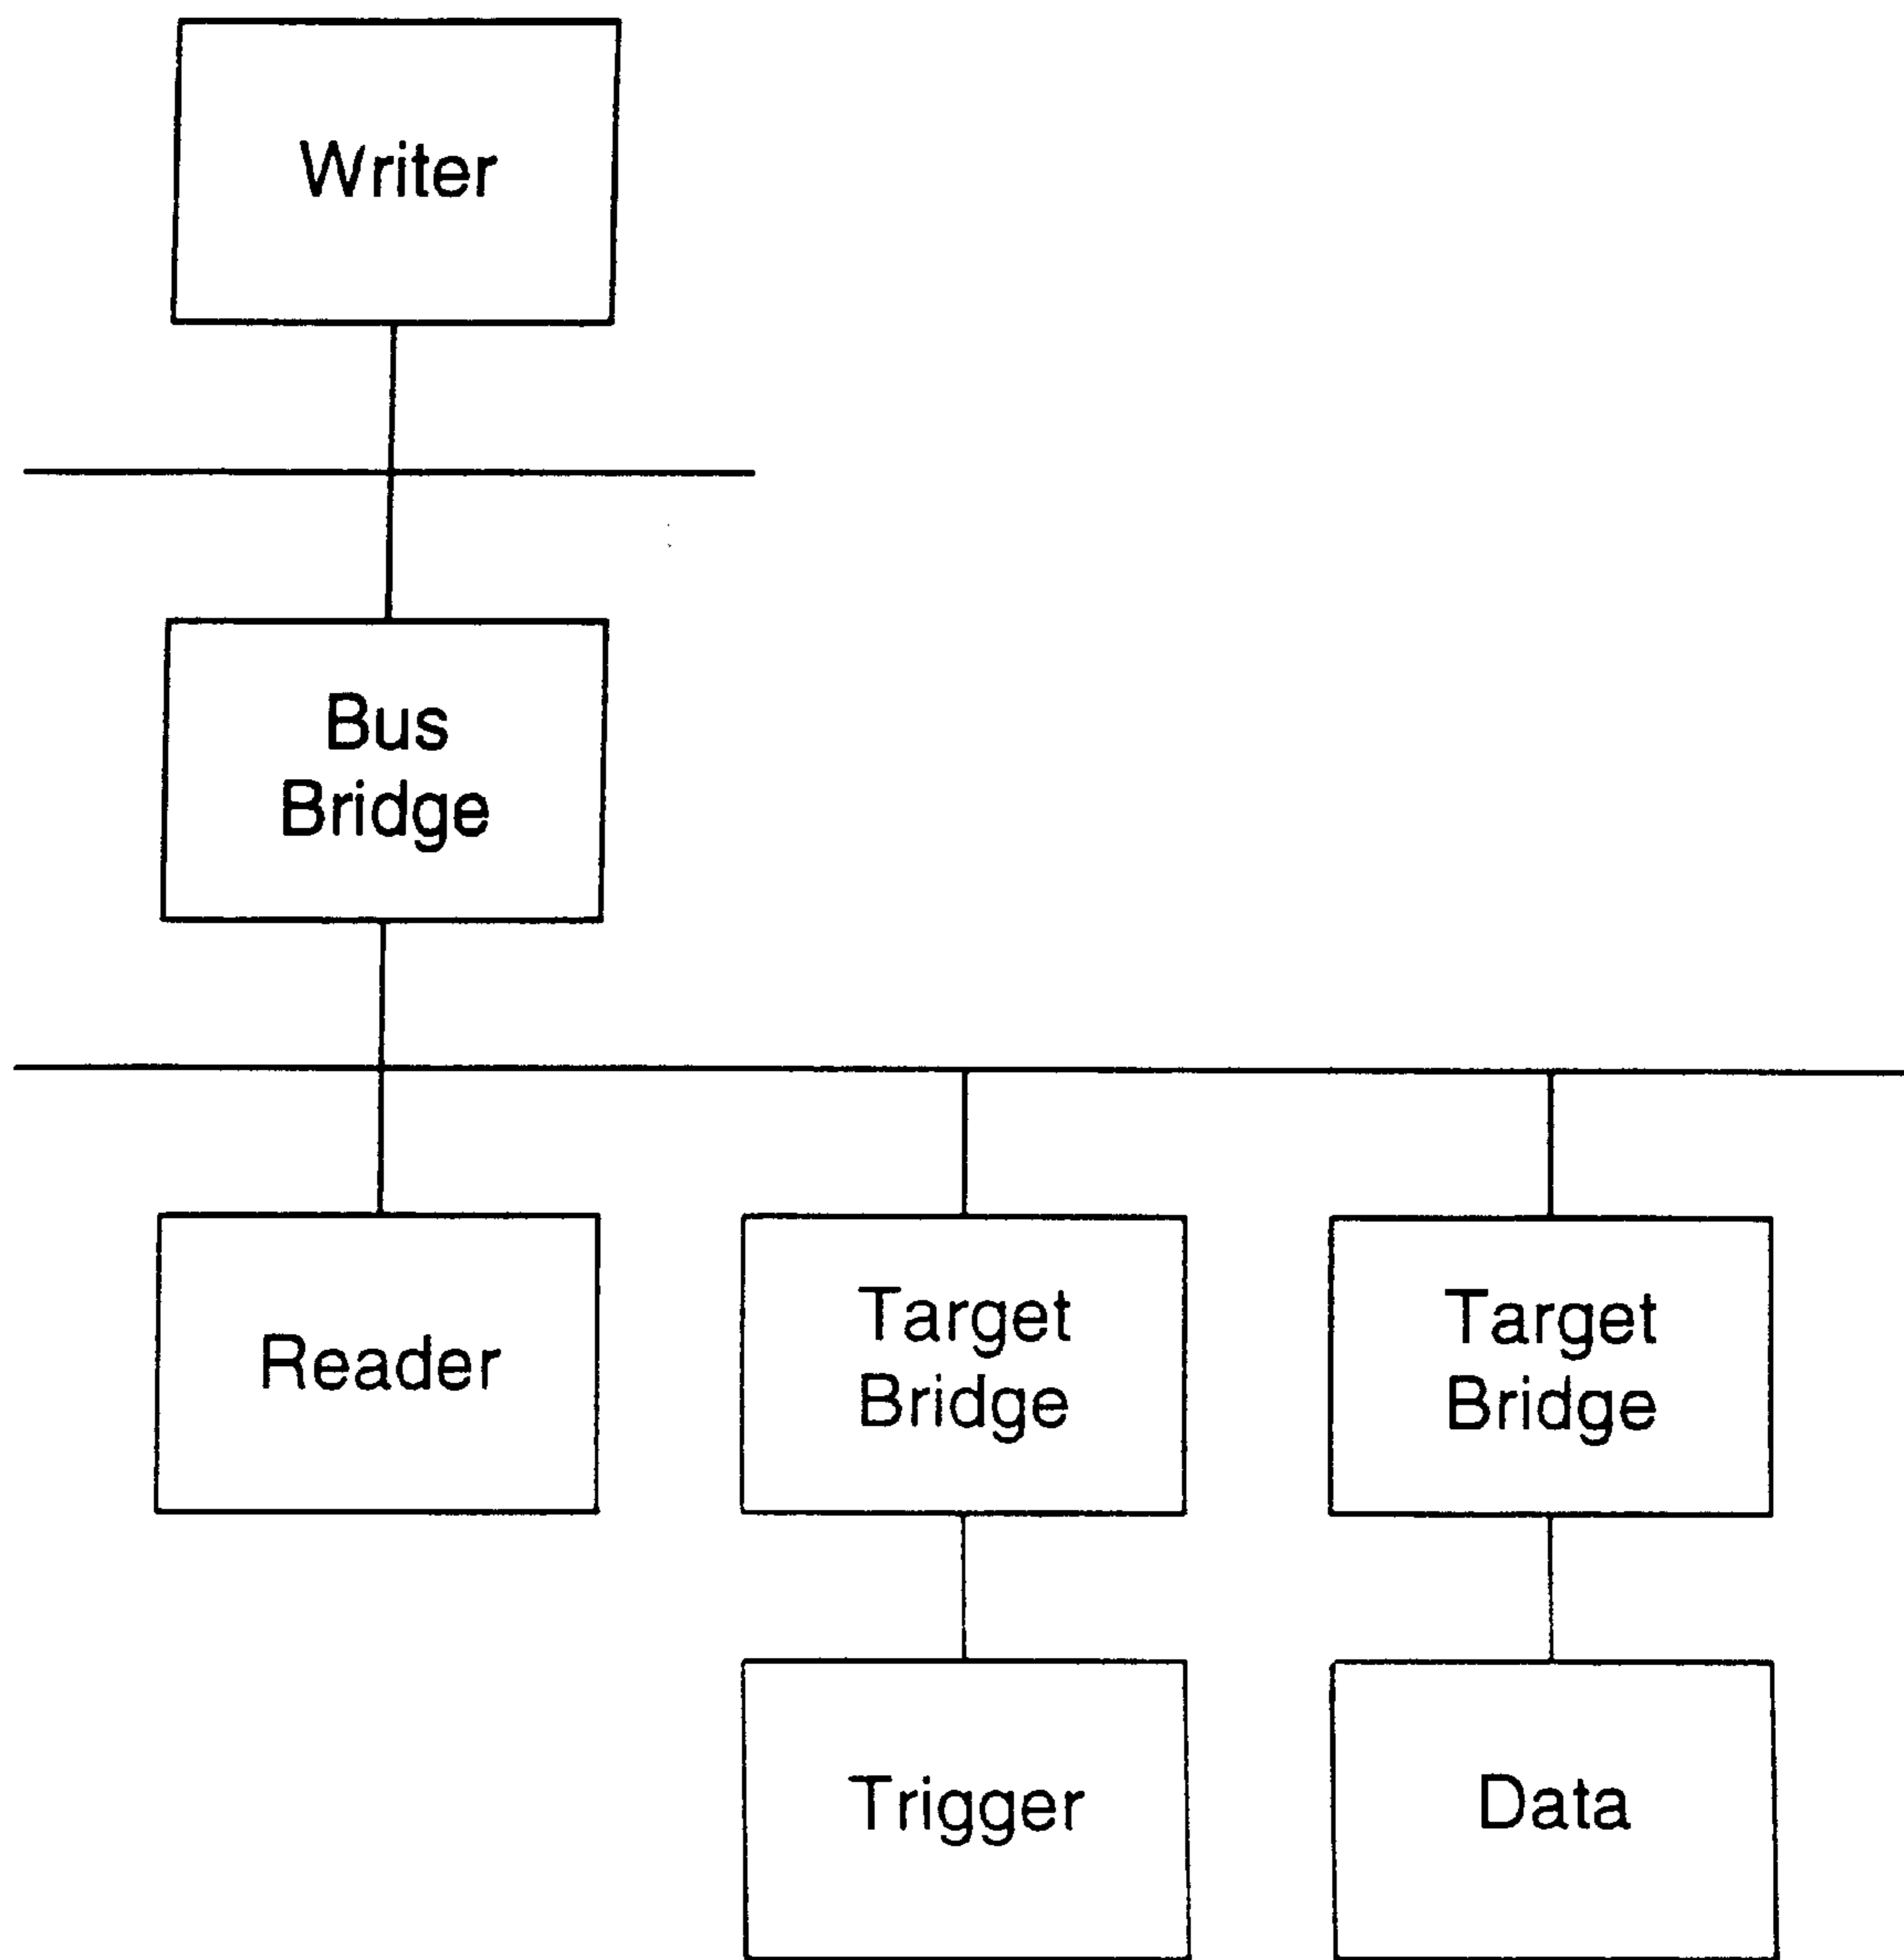 Writer
Bus
Bridge
Reader
Target
Bridge
Target
Bridge
Trigger
Data